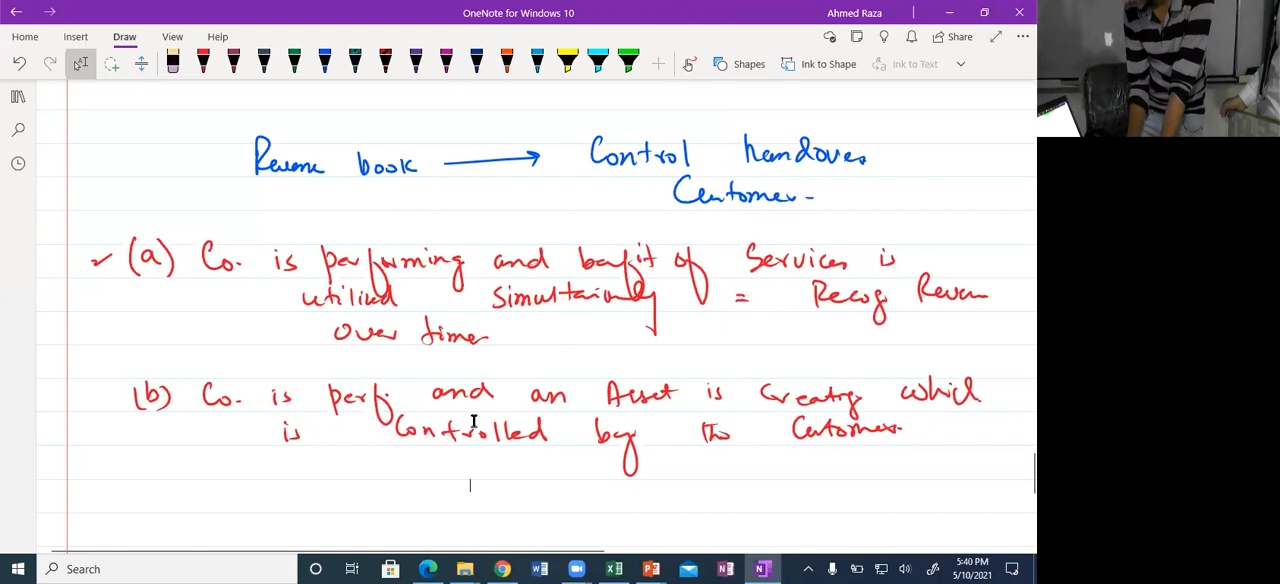 OneNote for Windows 10
Ahmed Raza
Home Insert Draw View Help
Share
Shapes Ink to Shape Ink to Text
Revenue book → Control handover
Customer -
✓ (a) Co. is performing and benefit of Services is
utilized simultaniously = Recog Reven
Over time
(b) Co. is perf. and an Asset is creating which
is Controlled by the Customer.
Search
5:40 PM
5/10/2021